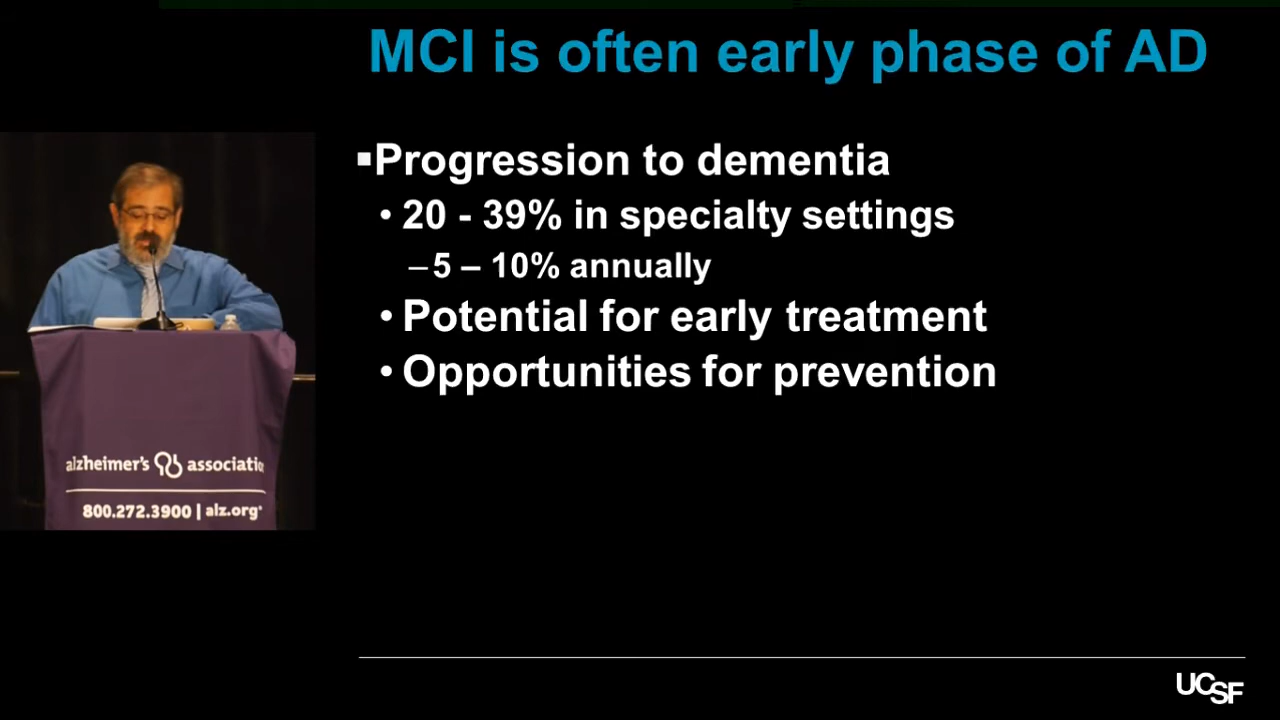 MCI is often early phase of AD
▪Progression to dementia
• 20 - 39% in specialty settings
– 5 – 10% annually
• Potential for early treatment
• Opportunities for prevention
alzheimer's associatio
800.272.3900 | alz.org®
UCSF